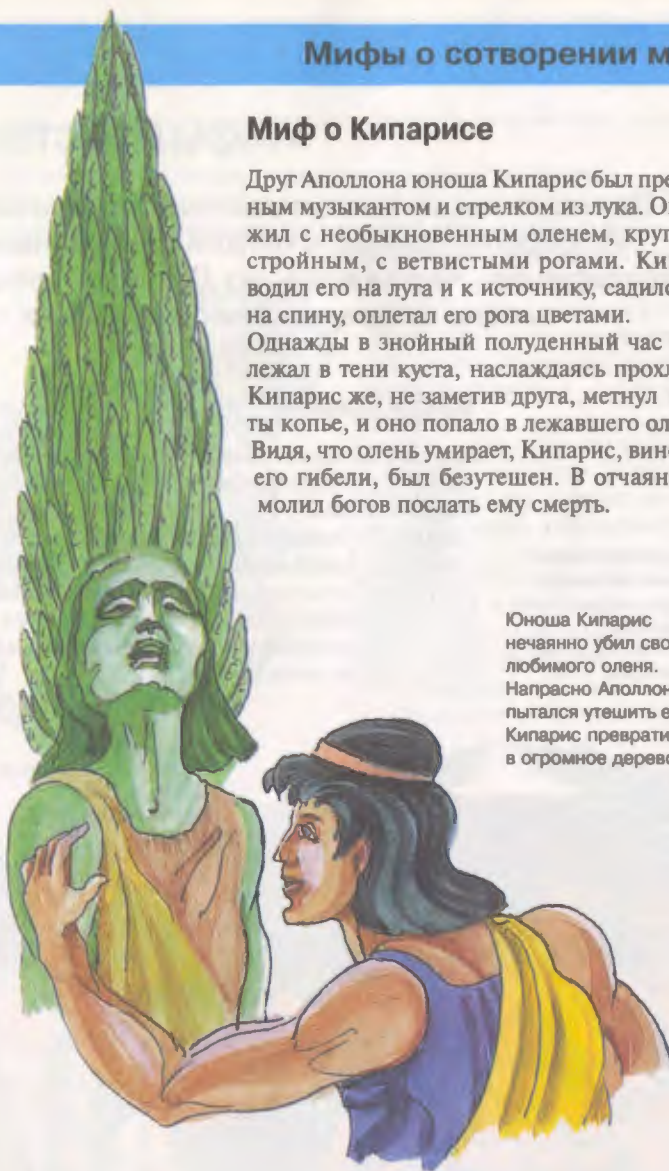 Мифы о сотворении м
Миф о Кипарисе
Друг Аполлона юноша Кипарис был пре
ным музыкантом и стрелком из лука. О
жил с необыкновенным оленем, круп
стройным, с ветвистыми рогами. Ки
водил его на луга и к источнику, садилс
на спину, оплетал его рога цветами.
Однажды в знойный полуденный час
лежал в тени куста, наслаждаясь прохл
Кипарис же, не заметив друга, метнул
ты копье, и оно попало в лежавшего ол
Видя, что олень умирает, Кипарис, вин
его гибели, был безутешен. В отчаян
молил богов послать ему смерть.
Юноша Кипарис
нечаянно убил сво
любимого оленя.
Напрасно Аполлон
пытался утешить е
Кипарис преврати
в огромное дерево